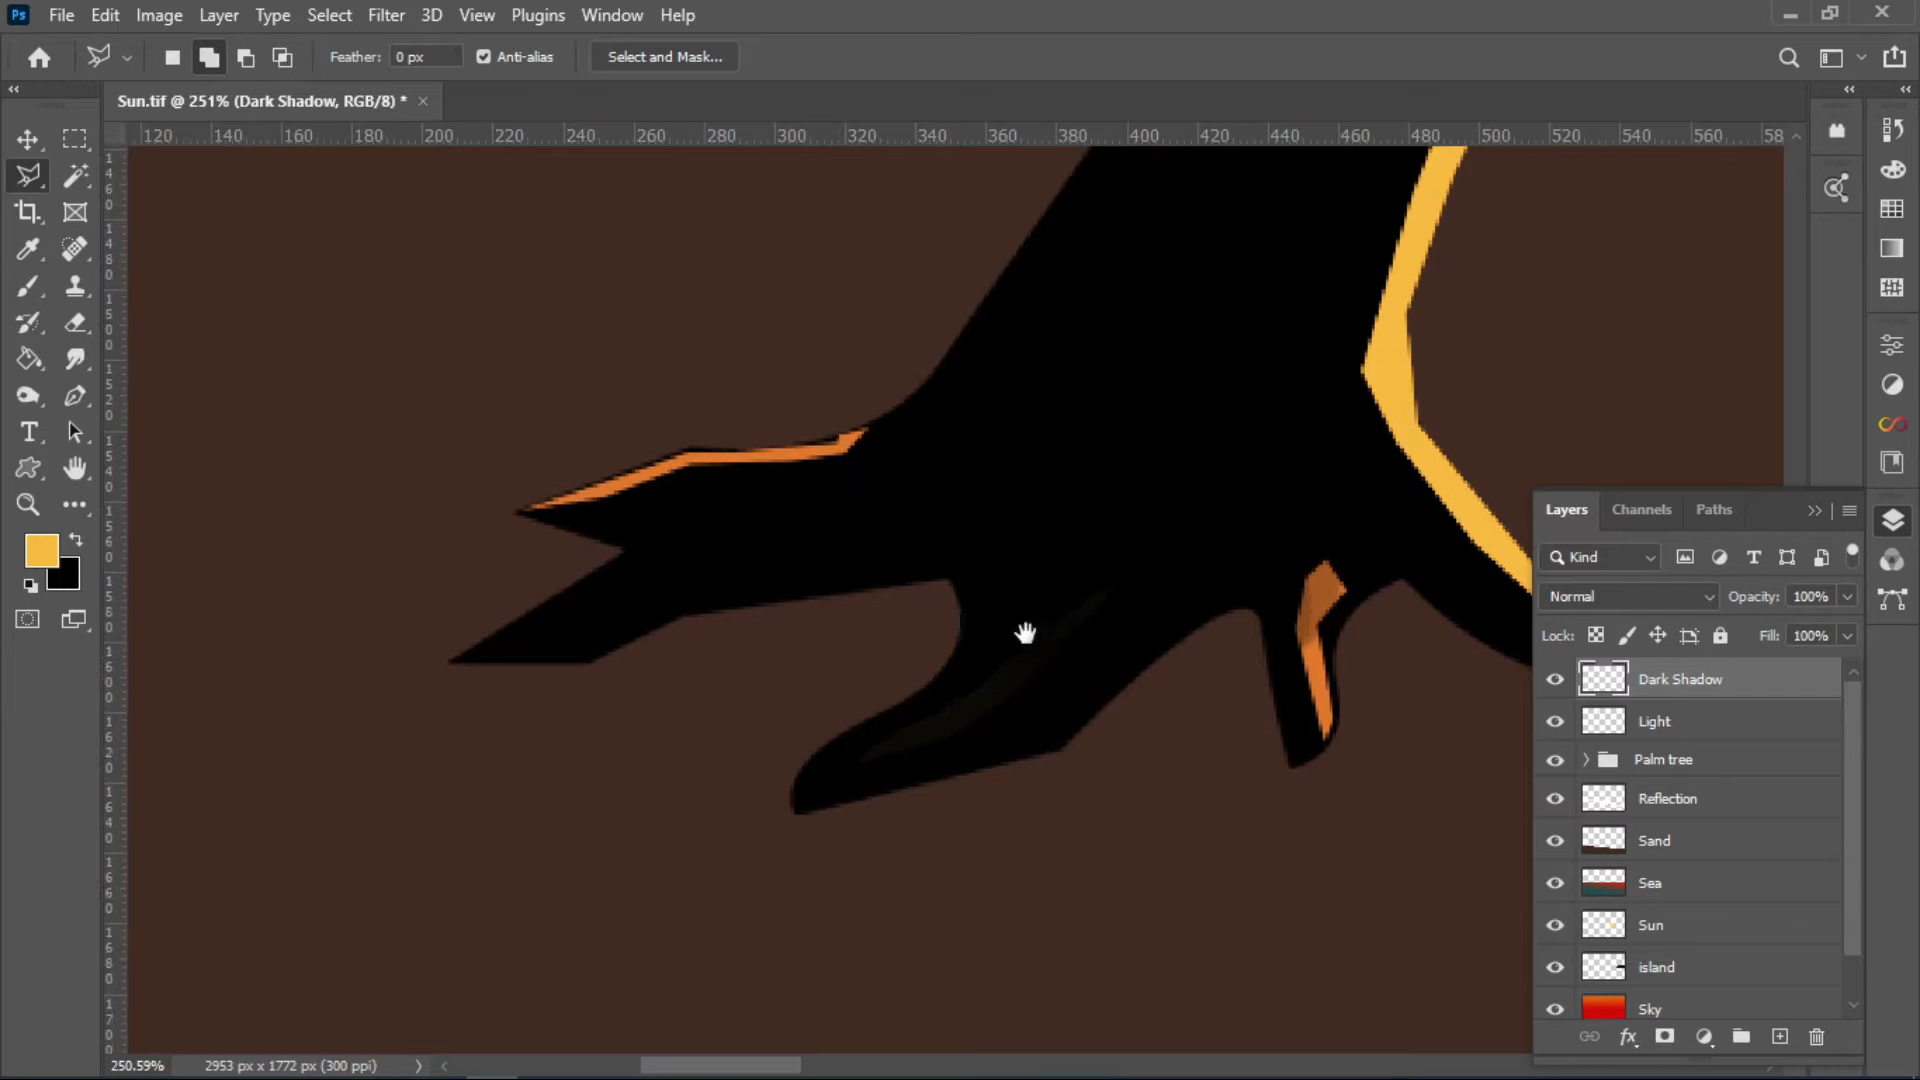 Ps File Edit Image Layer Type Select Filter 3D View Plugins Window Help
Feather: 0 px Anti-alias Select and Mask...
Sun.tif @ 251% (Dark Shadow, RGB/8) *
120 140 160 180 200 220 240 260 280 300 320 340 360 380 400 420 440 460 480 500 520 540 560 58
Layers Channels Paths
Kind
Normal Opacity: 100%
Lock: Fill: 100%
Dark Shadow
Light
Palm tree
Reflection
Sand
Sea
Sun
island
Sky
250.59% 2953 px x 1772 px (300 ppi)